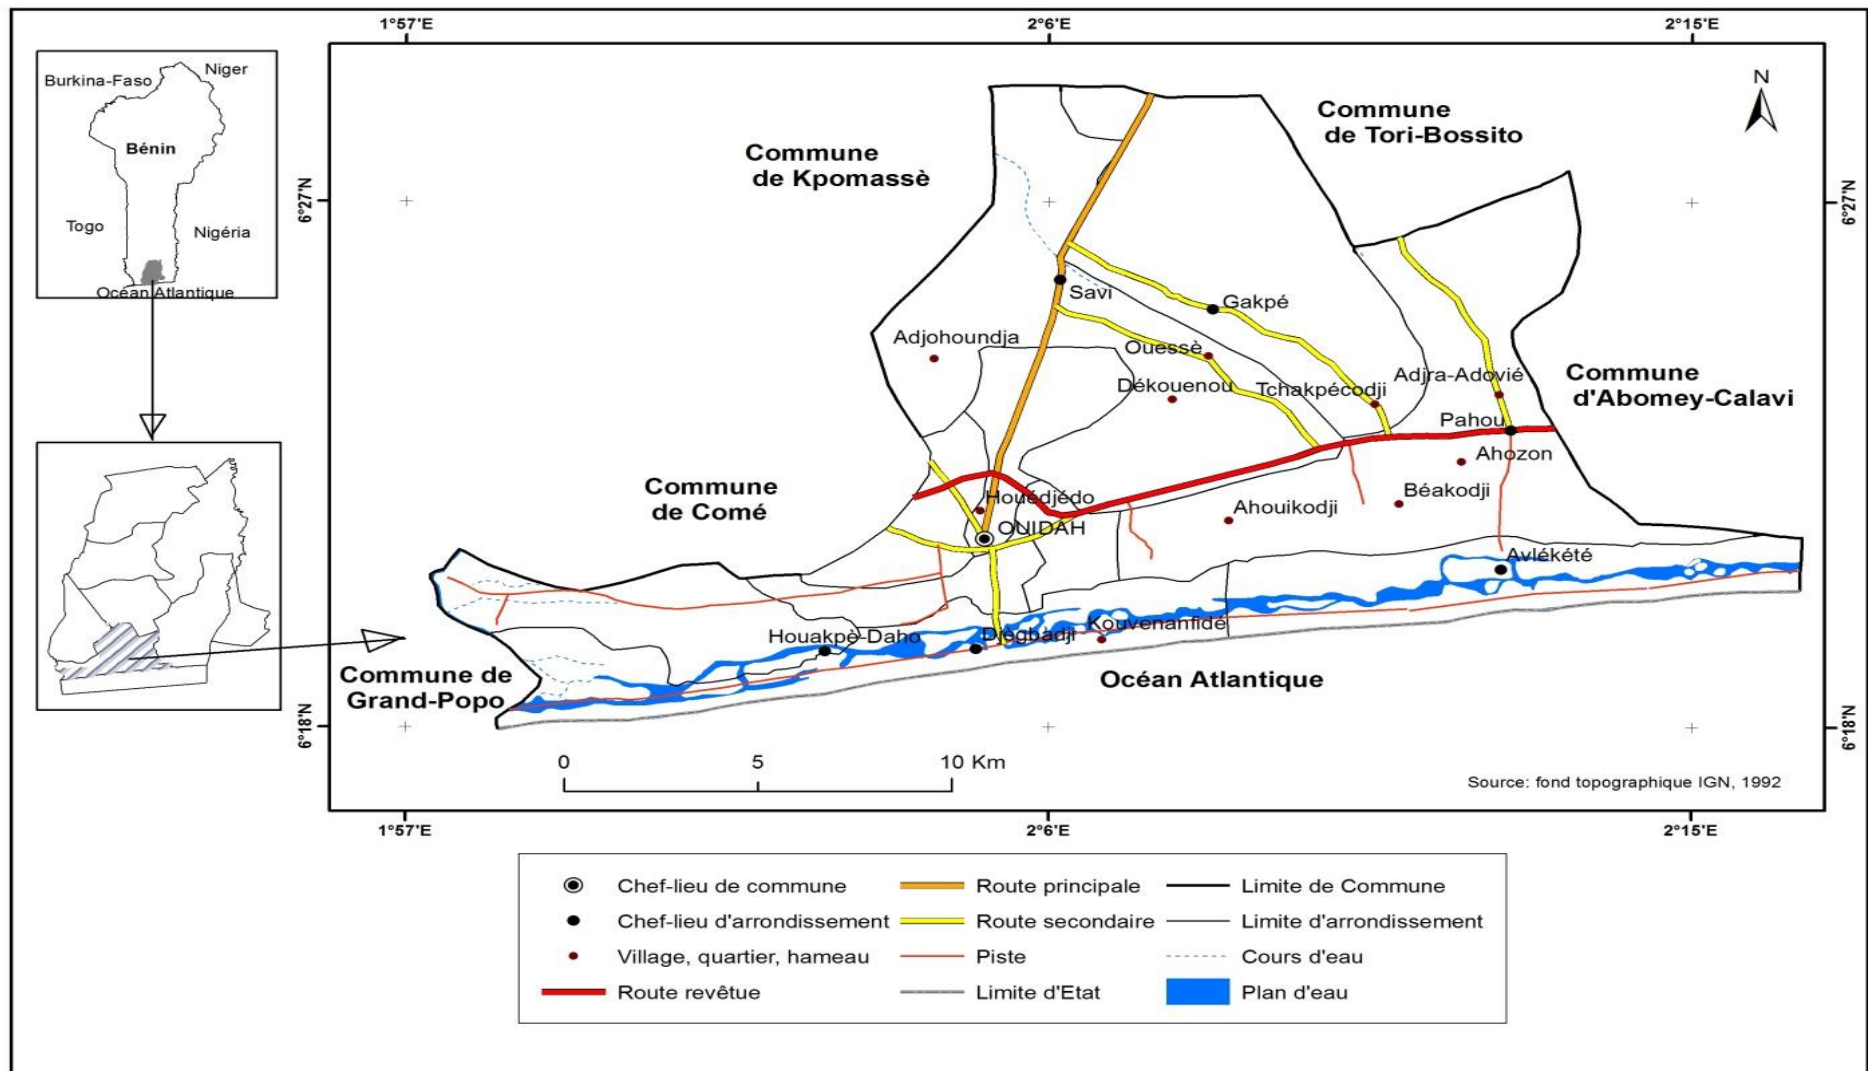 1°57'E
2°6'E
2°15'E
Burkina-Faso
Niger
Bénin
Togo
Nigéria
Océan Atlantique
N
Commune
de Tori-Bossito
Commune
de Kpomassè
6°27'N
6°27'N
Savi
Gakpé
Adjohoundja
Ouessè
Dékouenou
Tchakpécodji
Adjra-Adovié
Commune
d'Abomey-Calavi
Pahou
Ahozon
Commune
de Comé
Houédjédo
Béakodji
Ahouikodji
OUIDAH
Avlékété
Houakpè-Daho
Djègbadji
Kouvenanfidé
Commune de
Grand-Popo
Océan Atlantique
6°18'N
6°18'N
0 5 10 Km
Source: fond topographique IGN, 1992
1°57'E
2°6'E
2°15'E
Chef-lieu de commune
Route principale
Limite de Commune
Chef-lieu d'arrondissement
Route secondaire
Limite d'arrondissement
Village, quartier, hameau
Piste
Cours d'eau
Route revêtue
Limite d'Etat
Plan d'eau